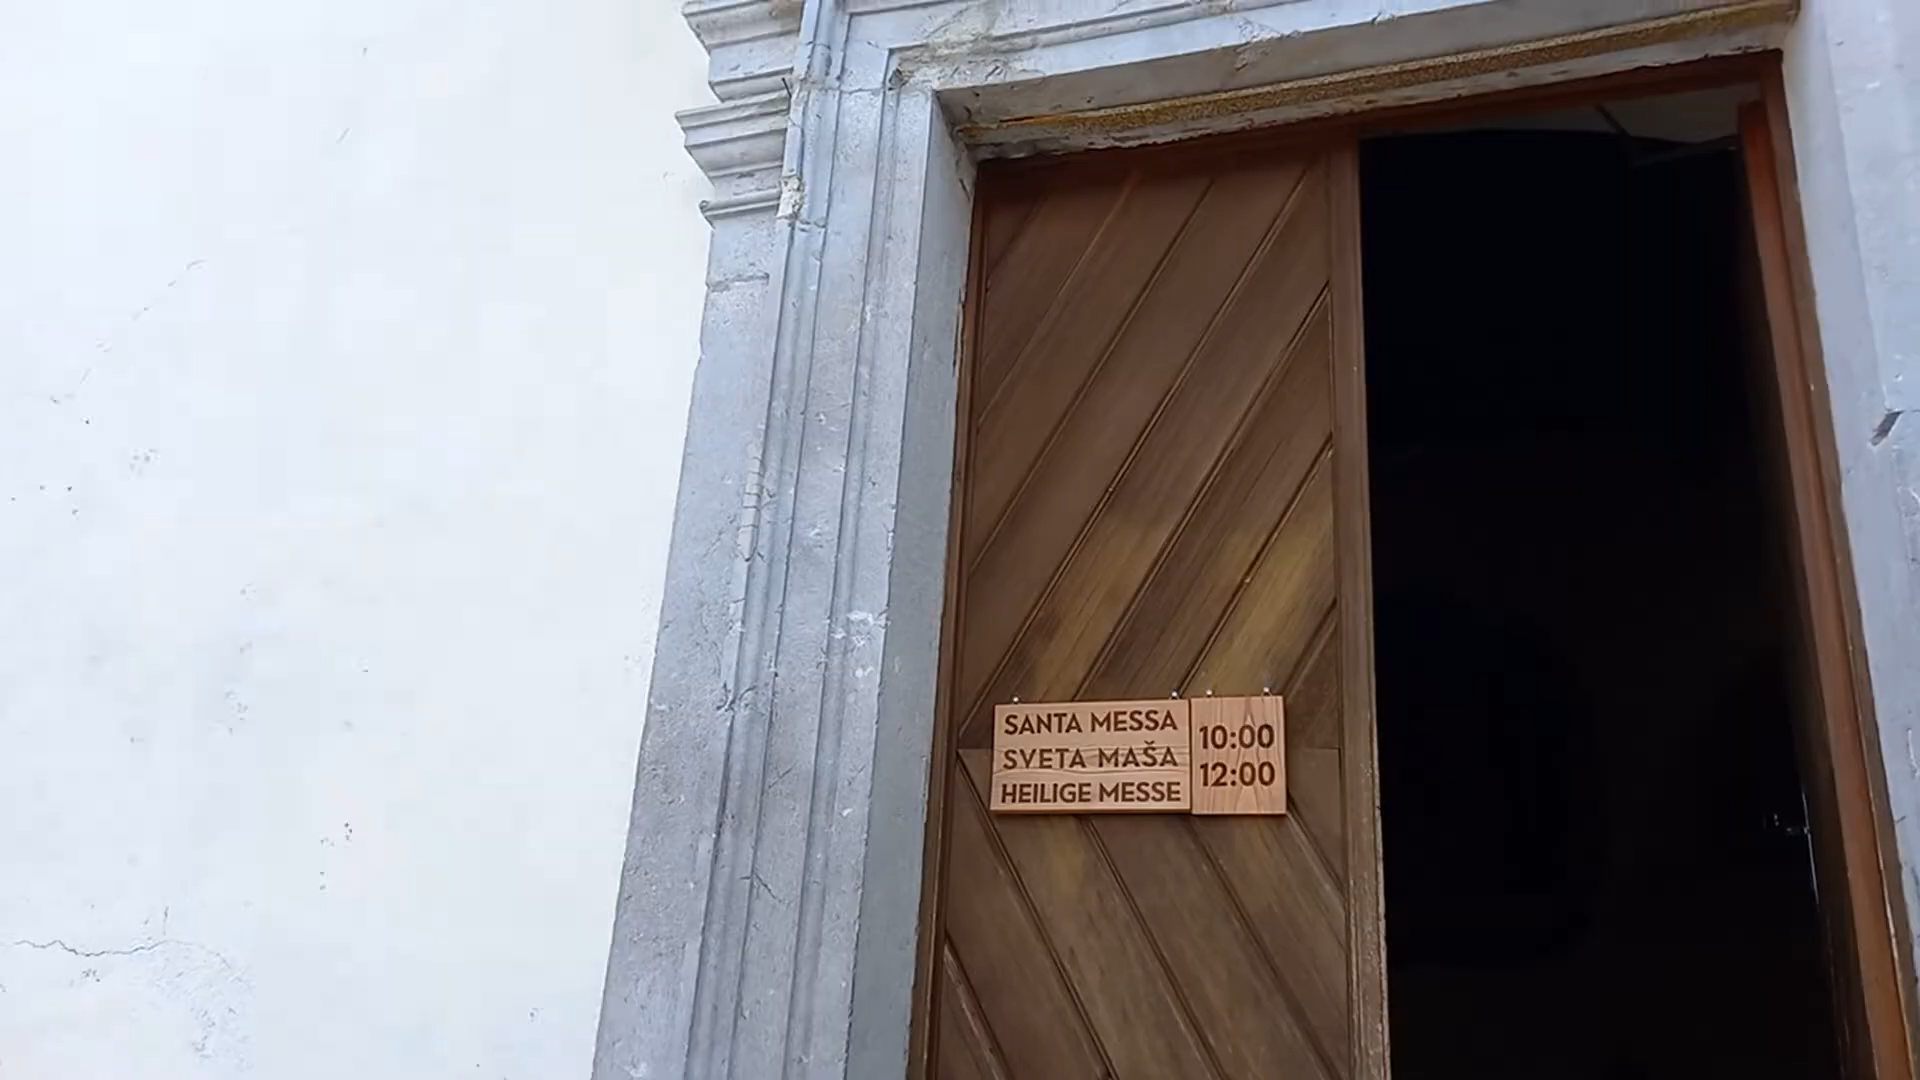 SANTA MESSA
SVETA MAŠA
HEILIGE MESSE
10:00
12:00